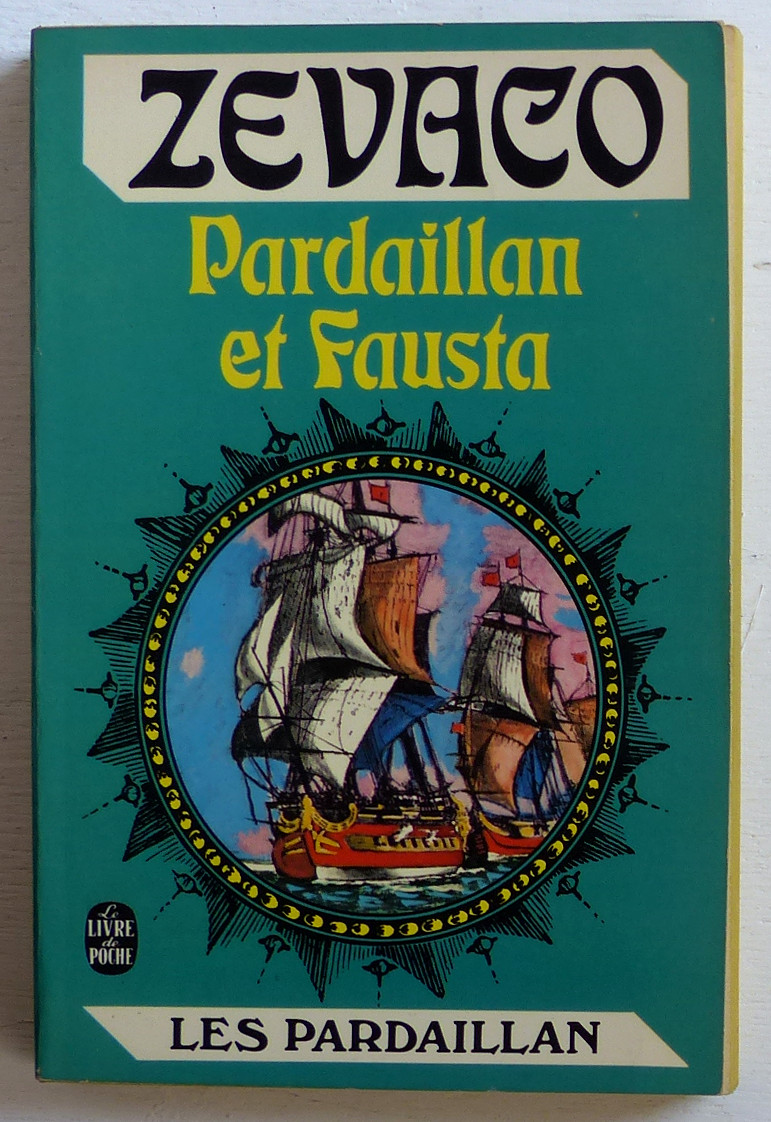 ZEVACO
Pardaillan
et Fausta
Le
LIVRE
de
POCHE
LES PARDAILLAN